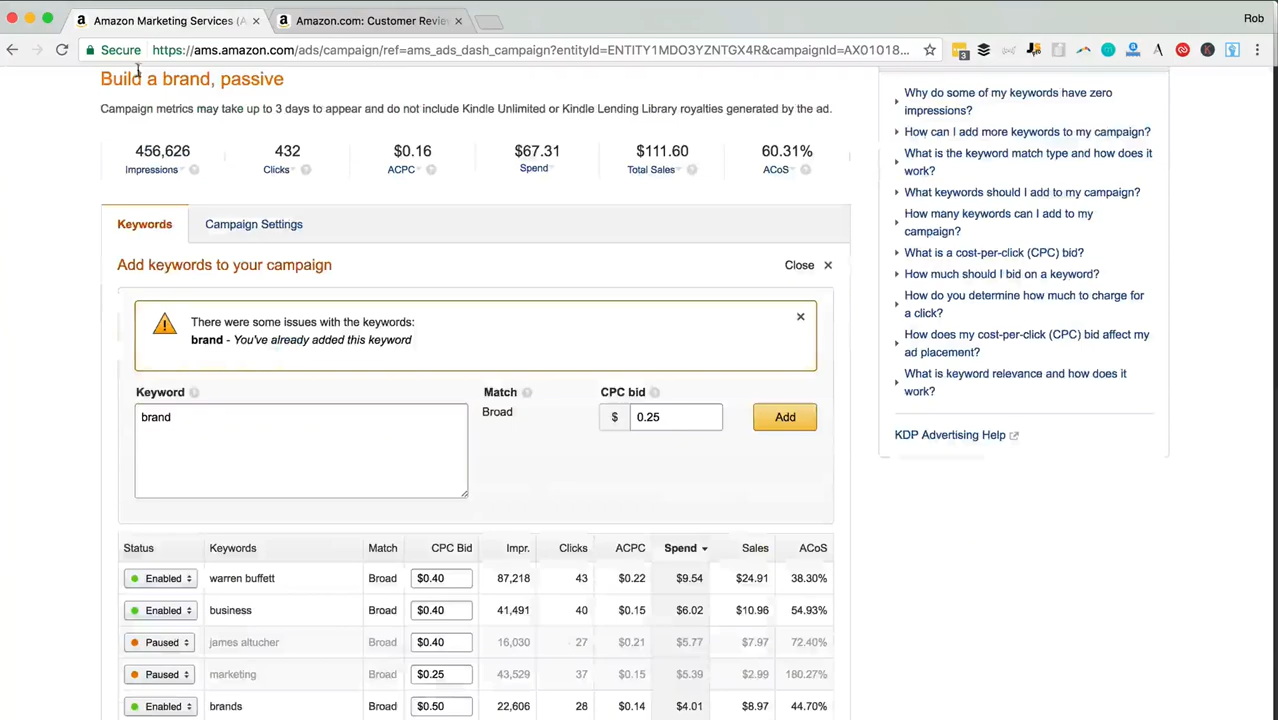 Amazon Marketing Services (A
Amazon.com: Customer Revie
Rob
Secure
https://ams.amazon.com/ads/campaign/ref=ams_ads_dash_campaign?entityId=ENTITY1MDO3YZNTGX4R&campaignId=AX01018...
3
Build a brand, passive
Campaign metrics may take up to 3 days to appear and do not include Kindle Unlimited or Kindle Lending Library royalties generated by the ad.
456,626 432 $0.16 $67.31 $111.60 60.31%
Impressions Clicks ACPC Spend Total Sales ACoS
Keywords Campaign Settings
Add keywords to your campaign
Close
There were some issues with the keywords:
brand - You've already added this keyword
Keyword Match CPC bid
brand Broad $ 0.25 Add
Status Keywords Match CPC Bid Impr. Clicks ACPC Spend Sales ACoS
Enabled warren buffett Broad $0.40 87,218 43 $0.22 $9.54 $24.91 38.30%
Enabled business Broad $0.40 41,491 40 $0.15 $6.02 $10.96 54.93%
Paused james altucher Broad $0.40 16,030 27 $0.21 $5.77 $7.97 72.40%
Paused marketing Broad $0.25 43,529 37 $0.15 $5.39 $2.99 180.27%
Enabled brands Broad $0.50 22,606 28 $0.14 $4.01 $8.97 44.70%
Why do some of my keywords have zero
impressions?
How can I add more keywords to my campaign?
What is the keyword match type and how does it
work?
What keywords should I add to my campaign?
How many keywords can I add to my
campaign?
What is a cost-per-click (CPC) bid?
How much should I bid on a keyword?
How do you determine how much to charge for
a click?
How does my cost-per-click (CPC) bid affect my
ad placement?
What is keyword relevance and how does it
work?
KDP Advertising Help